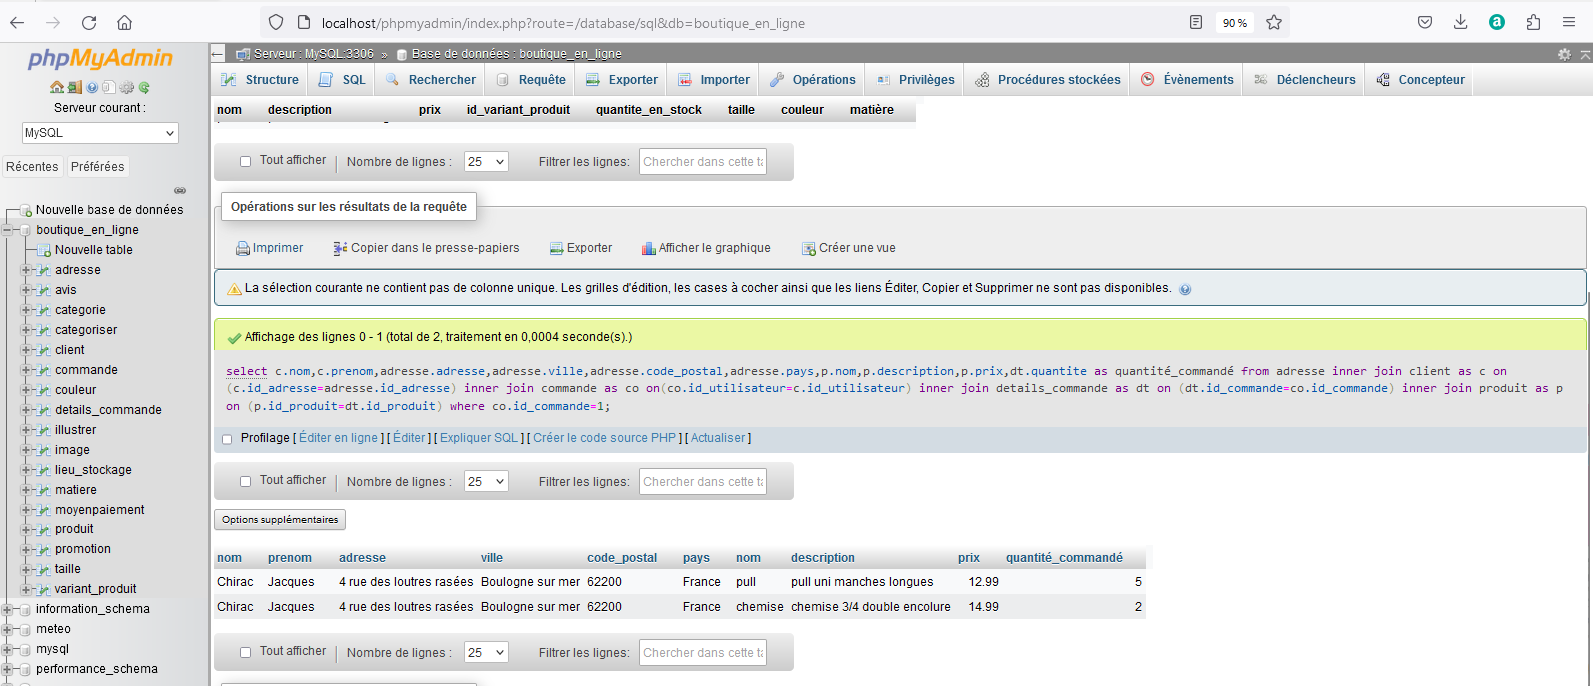 localhost/phpmyadmin/index.php?route=/database/sql&db=boutique_en_ligne
90 %
a
phpMyAdmin
Serveur courant :
MySQL
Récentes Préférées
Nouvelle base de données
boutique_en_ligne
Nouvelle table
adresse
avis
categorie
categoriser
client
commande
couleur
details_commande
illustrer
image
lieu_stockage
matiere
moyenpaiement
produit
promotion
taille
variant_produit
information_schema
meteo
mysql
performance_schema
Serveur : MySQL:3306 » Base de données : boutique_en_ligne
Structure SQL Rechercher Requête Exporter Importer Opérations Privilèges Procédures stockées Évènements Déclencheurs Concepteur
nom description prix id_variant_produit quantite_en_stock taille couleur matière
Tout afficher Nombre de lignes : 25 Filtrer les lignes: Chercher dans cette ta
Opérations sur les résultats de la requête
Imprimer Copier dans le presse-papiers Exporter Afficher le graphique Créer une vue
La sélection courante ne contient pas de colonne unique. Les grilles d'édition, les cases à cocher ainsi que les liens Éditer, Copier et Supprimer ne sont pas disponibles.
Affichage des lignes 0 - 1 (total de 2, traitement en 0,0004 seconde(s).)
select c.nom,c.prenom,adresse.adresse,adresse.ville,adresse.code_postal,adresse.pays,p.nom,p.description,p.prix,dt.quantite as quantité_commandé from adresse inner join client as c on
(c.id_adresse=adresse.id_adresse) inner join commande as co on(co.id_utilisateur=c.id_utilisateur) inner join details_commande as dt on (dt.id_commande=co.id_commande) inner join produit as p
on (p.id_produit=dt.id_produit) where co.id_commande=1;
Profilage [ Éditer en ligne ] [ Éditer ] [ Expliquer SQL ] [ Créer le code source PHP ] [ Actualiser ]
Tout afficher Nombre de lignes : 25 Filtrer les lignes: Chercher dans cette ta
Options supplémentaires
nom prenom adresse ville code_postal pays nom description prix quantité_commandé
Chirac Jacques 4 rue des loutres rasées Boulogne sur mer 62200 France pull pull uni manches longues 12.99 5
Chirac Jacques 4 rue des loutres rasées Boulogne sur mer 62200 France chemise chemise 3/4 double encolure 14.99 2
Tout afficher Nombre de lignes : 25 Filtrer les lignes: Chercher dans cette ta